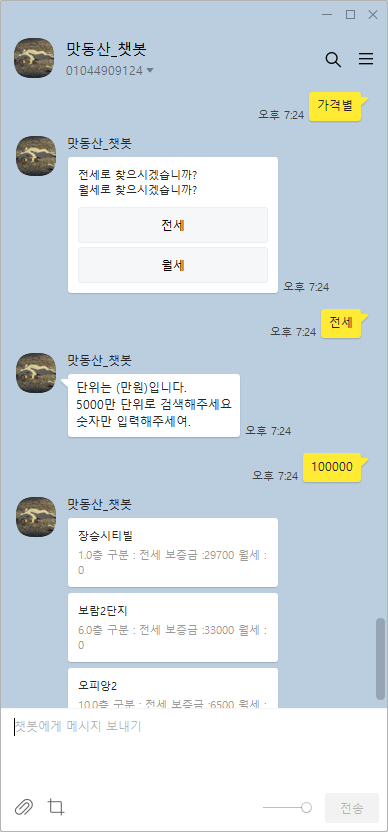 맛동산_챗봇
01044909124
가격별
오후 7:24
맛동산_챗봇
전세로 찾으시겠습니까?
월세로 찾으시겠습니까?
전세
월세
오후 7:24
전세
오후 7:24
맛동산_챗봇
단위는 (만원)입니다.
5000만 단위로 검색해주세요
숫자만 입력해주세여.
오후 7:24
100000
오후 7:24
맛동산_챗봇
장승시티빌
1.0층 구분 : 전세 보증금 :29700 월세 :
0
보람2단지
6.0층 구분 : 전세 보증금 :33000 월세 :
0
오피앙2
10.0층 구분 : 전세 보증금 :6500 월세 :
챗봇에게 메시지 보내기
전송